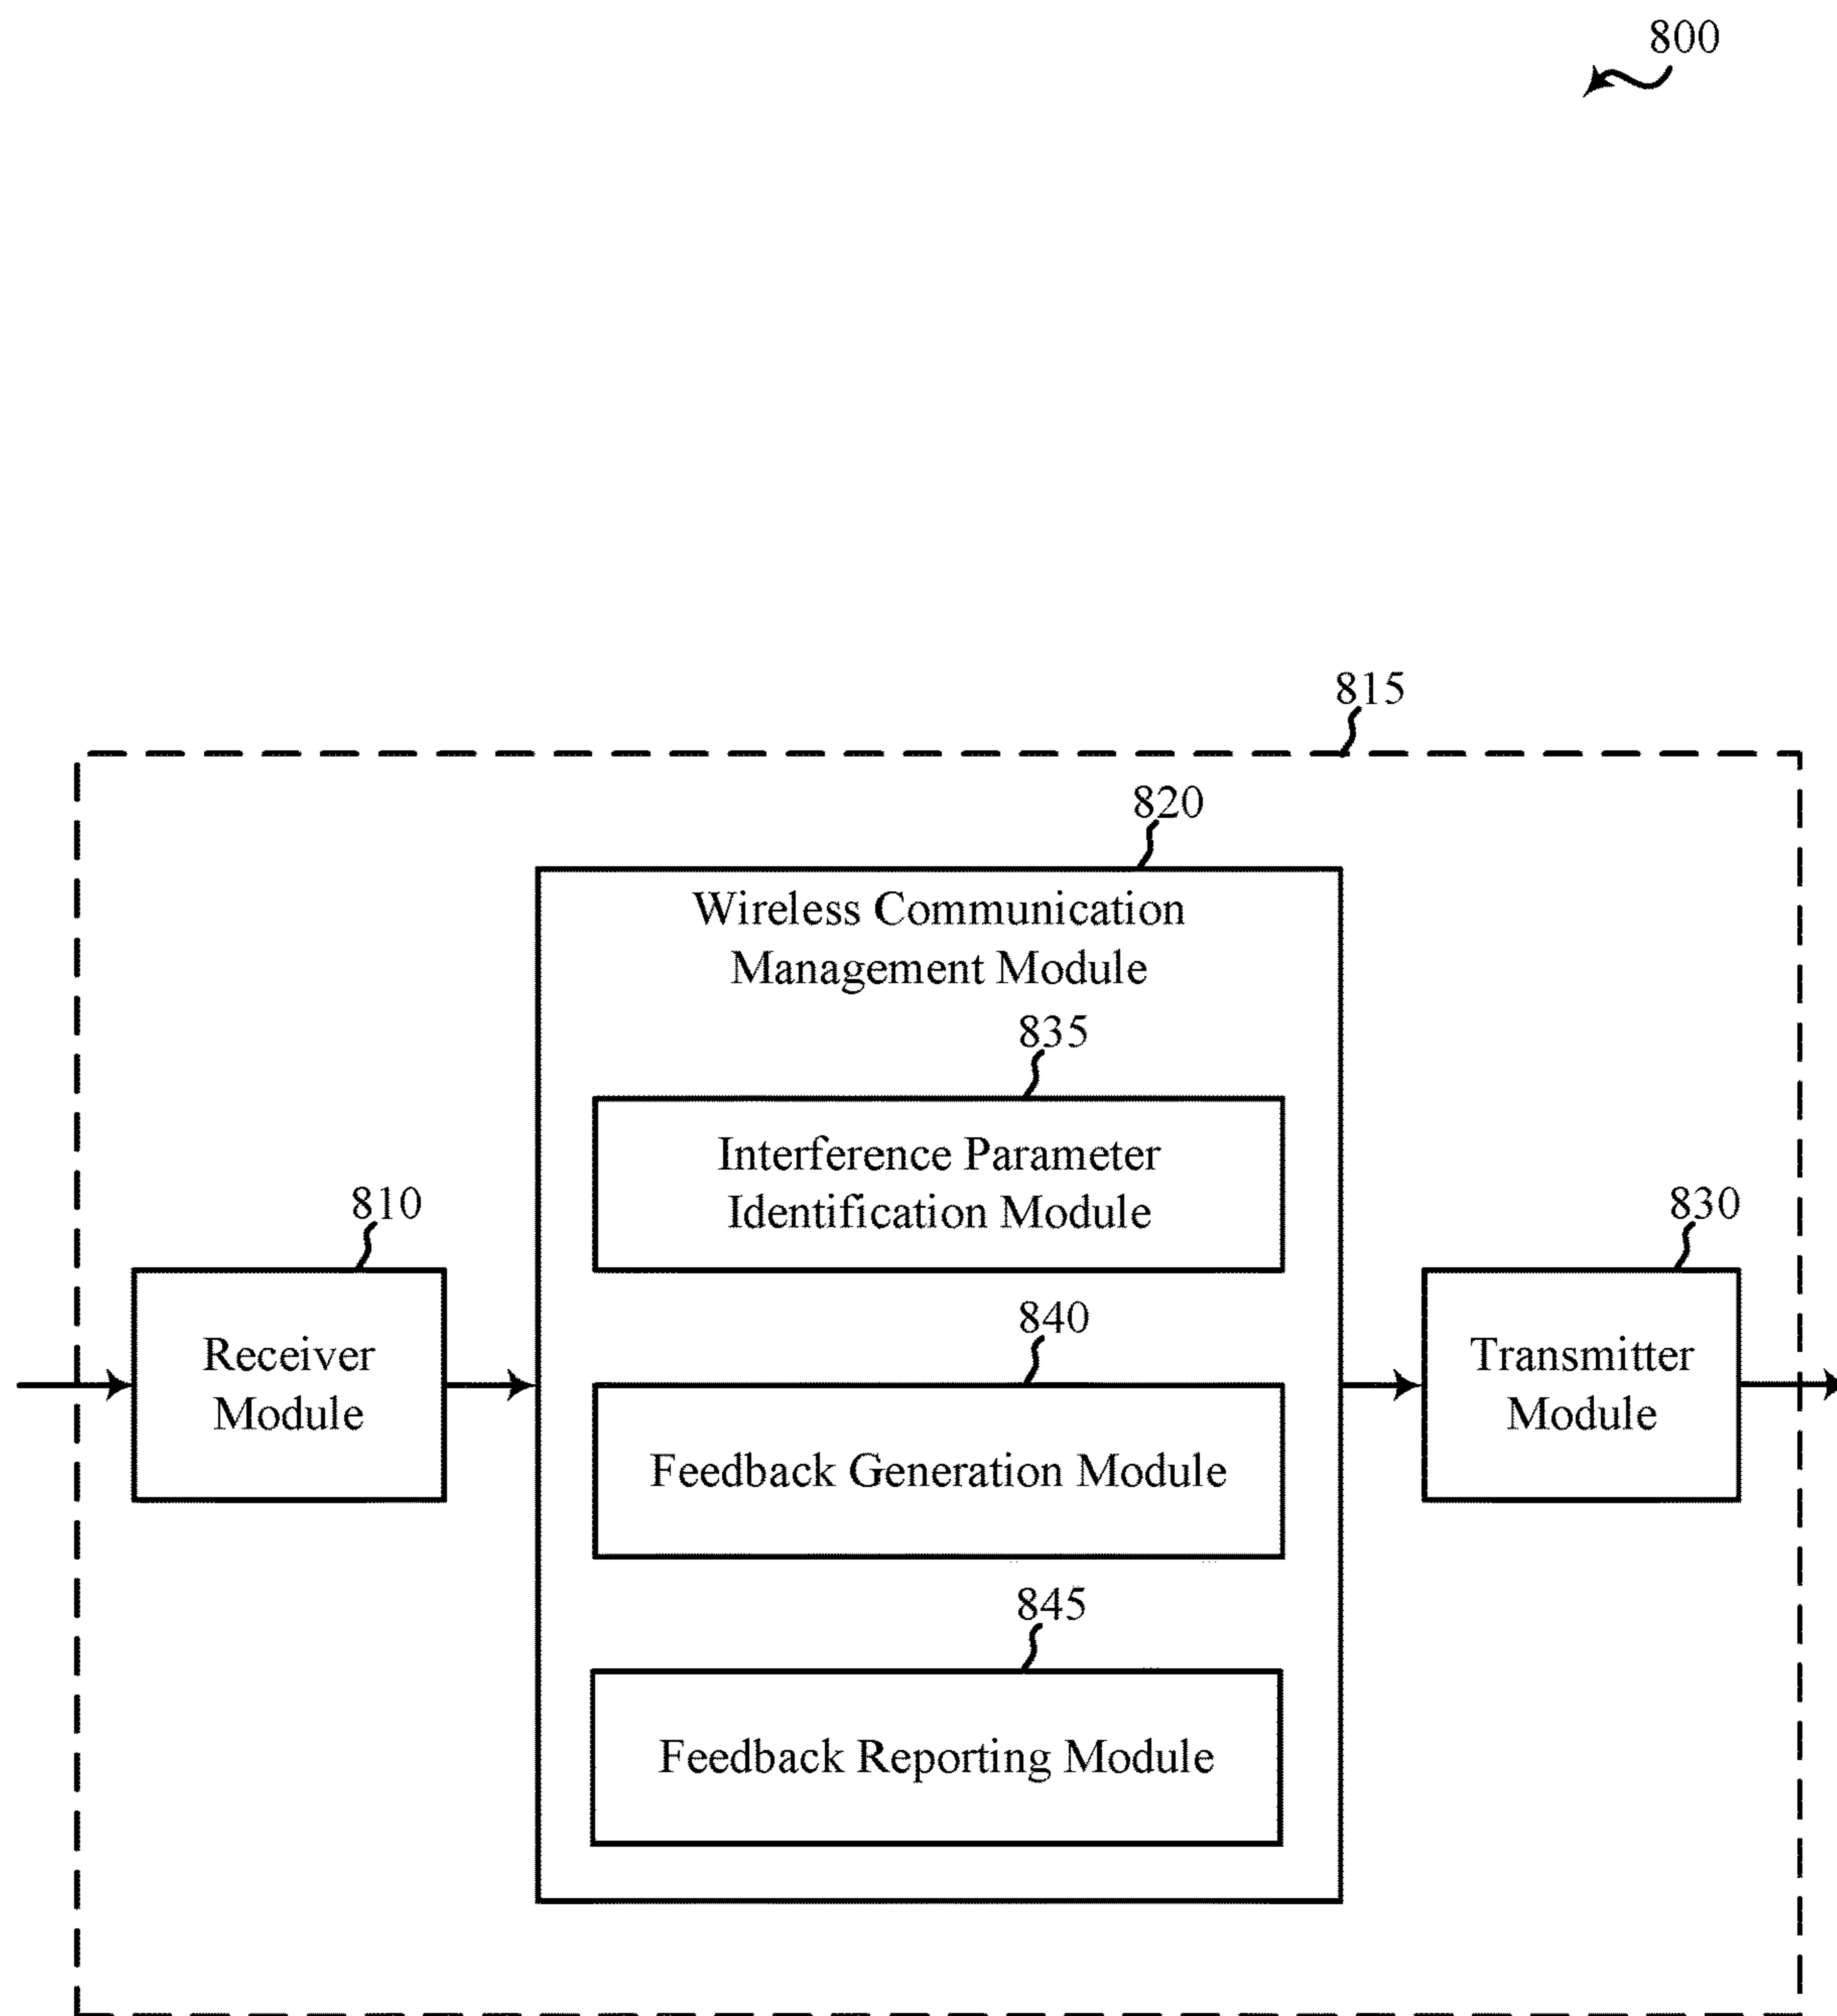 800
815
820
Wireless Communication
Management Module
835
Interference Parameter
Identification Module
810
Receiver
Module
840
Feedback Generation Module
830
Transmitter
Module
845
Feedback Reporting Module